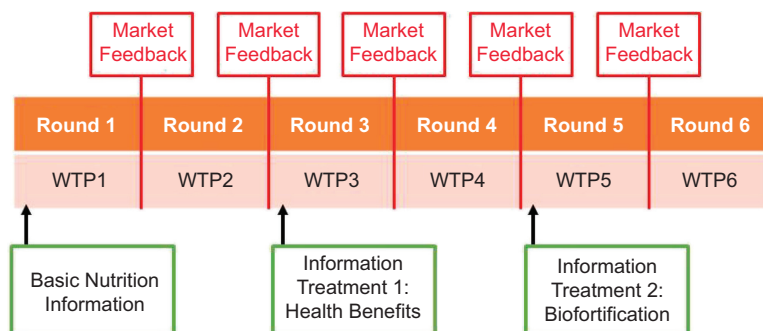 Market Market Market Market Market
Feedback Feedback Feedback Feedback Feedback
Round 1 Round 2 Round 3 Round 4 Round 5 Round 6
WTP1 WTP2 WTP3 WTP4 WTP5 WTP6
Basic Nutrition
Information
Information
Treatment 1:
Health Benefits
Information
Treatment 2:
Biofortification